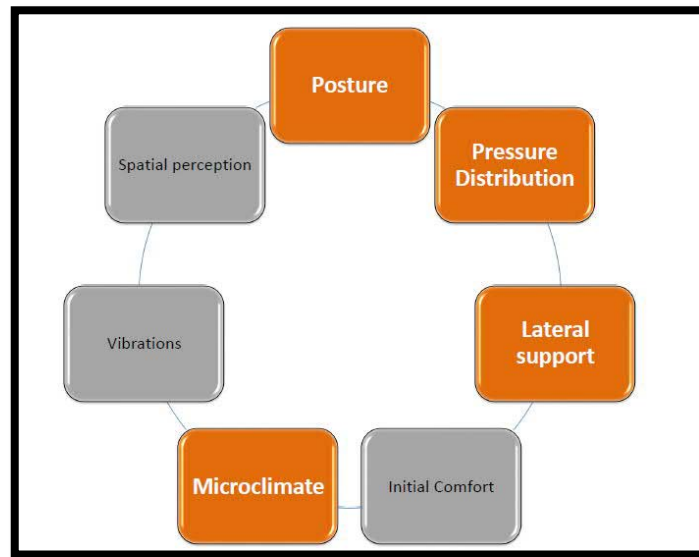 Posture
Pressure
Distribution
Lateral
support
Initial Comfort
Microclimate
Vibrations
Spatial perception